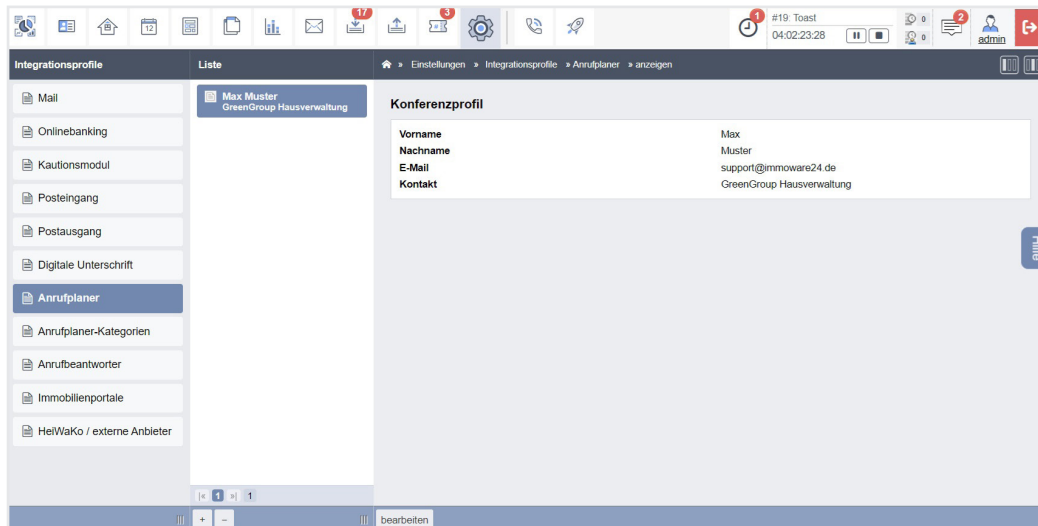 17
3
1
#19: Toast
04:02:23:28
0
0
2
admin
12
Integrationsprofile
Liste
» Einstellungen » Integrationsprofile » Anrufplaner » anzeigen
Mail
Onlinebanking
Kautionsmodul
Posteingang
Postausgang
Digitale Unterschrift
Anrufplaner
Anrufplaner-Kategorien
Anrufbeantworter
Immobilienportale
HeiWaKo / externe Anbieter
Max Muster
GreenGroup Hausverwaltung
Konferenzprofil
Vorname Max
Nachname Muster
E-Mail support@immoware24.de
Kontakt GreenGroup Hausverwaltung
Hilfe
|« 1 »| 1
+ −
bearbeiten